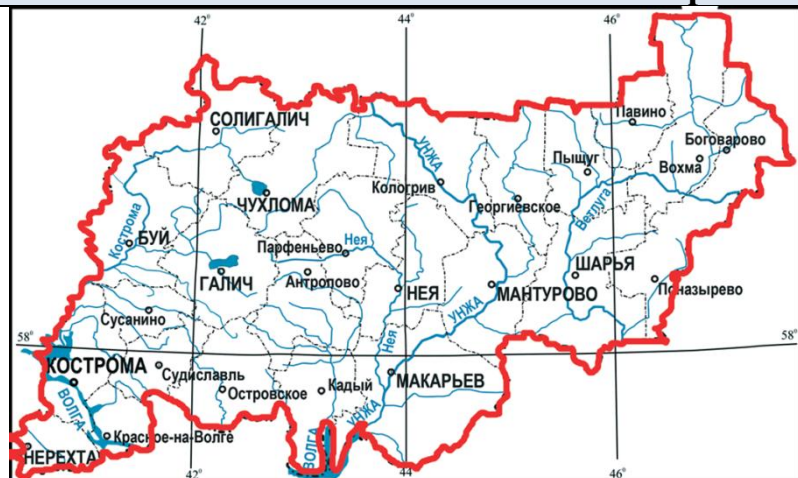 42°
44
46
СОЛИГАЛИЧ
Павино
УНЖА
Боговарово
Пыщуг
Вохма
Кологрив
ЧУХЛОМА
Георгиевское
Ветлуга
Кострома
БУЙ
Парфеньево
Нея
ГАЛИЧ
Антропово
ШАРЬЯ
НЕЯ
МАНТУРОВО
Поназырево
Сусанино
УНЖА
Нея
58°
58°
КОСТРОМА
Судиславль
МАКАРЬЕВ
Островское
Кадый
ВОЛГА
УНЖА
Красное-на-Волге
ВОЛГА
НЕРЕХТА
42°
44
46